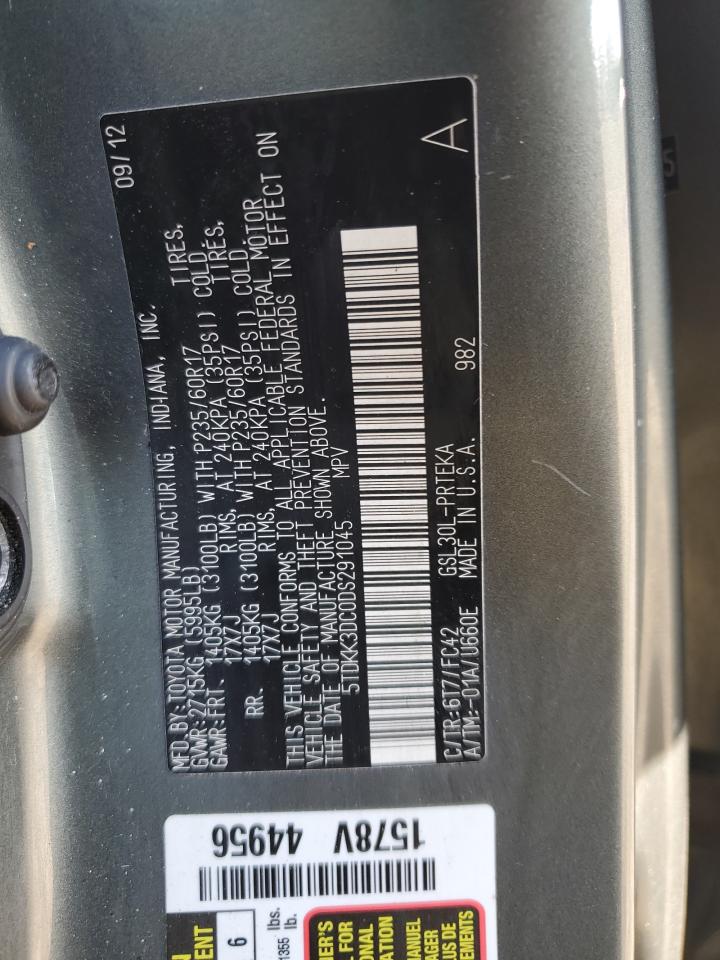 MFD.BY:TOYOTA MOTOR MANUFACTURING, INDIANA, INC. 09/12
GVWR:2715KG(5995LB)
GAWR:FRT. 1405KG (3100LB) WITH P235/60R17 TIRES,
17X7J RIMS, AT 240KPA (35PSI) COLD
RR. 1405KG (3100LB) WITH P235/60R17 TIRES,
17X7J RIMS, AT 240KPA (35PSI) COLD.
THIS VEHICLE CONFORMS TO ALL APPLICABLE FEDERAL MOTOR
VEHICLE SAFETY AND THEFT PREVENTION STANDARDS IN EFFECT ON
THE DATE OF MANUFACTURE SHOWN ABOVE.
5TDKK3DC0DS291045 MPV
C/TR:6T7/FC42 GSL30L-PRTEKA
A/TM:-01A/U660E MADE IN U.S.A. 982 A
1578V 44956
6
1355 lbs.
lb.
MANUEL